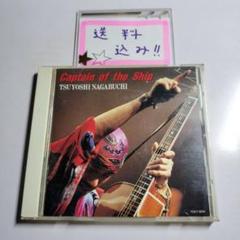 送料
込み!!
Captain of the Ship
TSUYOSHI NAGABUCHI